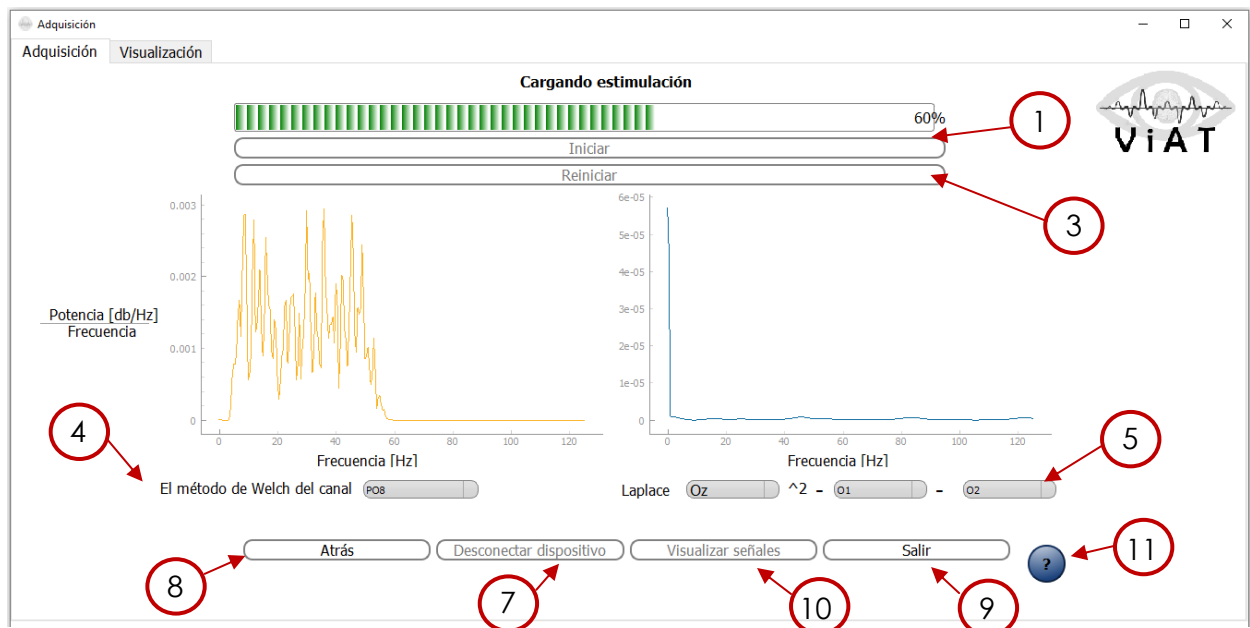 Adquisición
Adquisición Visualización
Cargando estimulación
60%
1
ViAT
Iniciar
Reiniciar
3
0.003
0.002
0.001
0
Potencia [db/Hz]
Frecuencia
0 20 40 60 80 100 120
Frecuencia [Hz]
6e-05
5e-05
4e-05
3e-05
2e-05
1e-05
0
0 20 40 60 80 100 120
Frecuencia [Hz]
4
5
El método de Welch del canal PO8
Laplace Oz ^2 - O1 - O2
Atrás Desconectar dispositivo Visualizar señales Salir ?
11
8
7
10
9